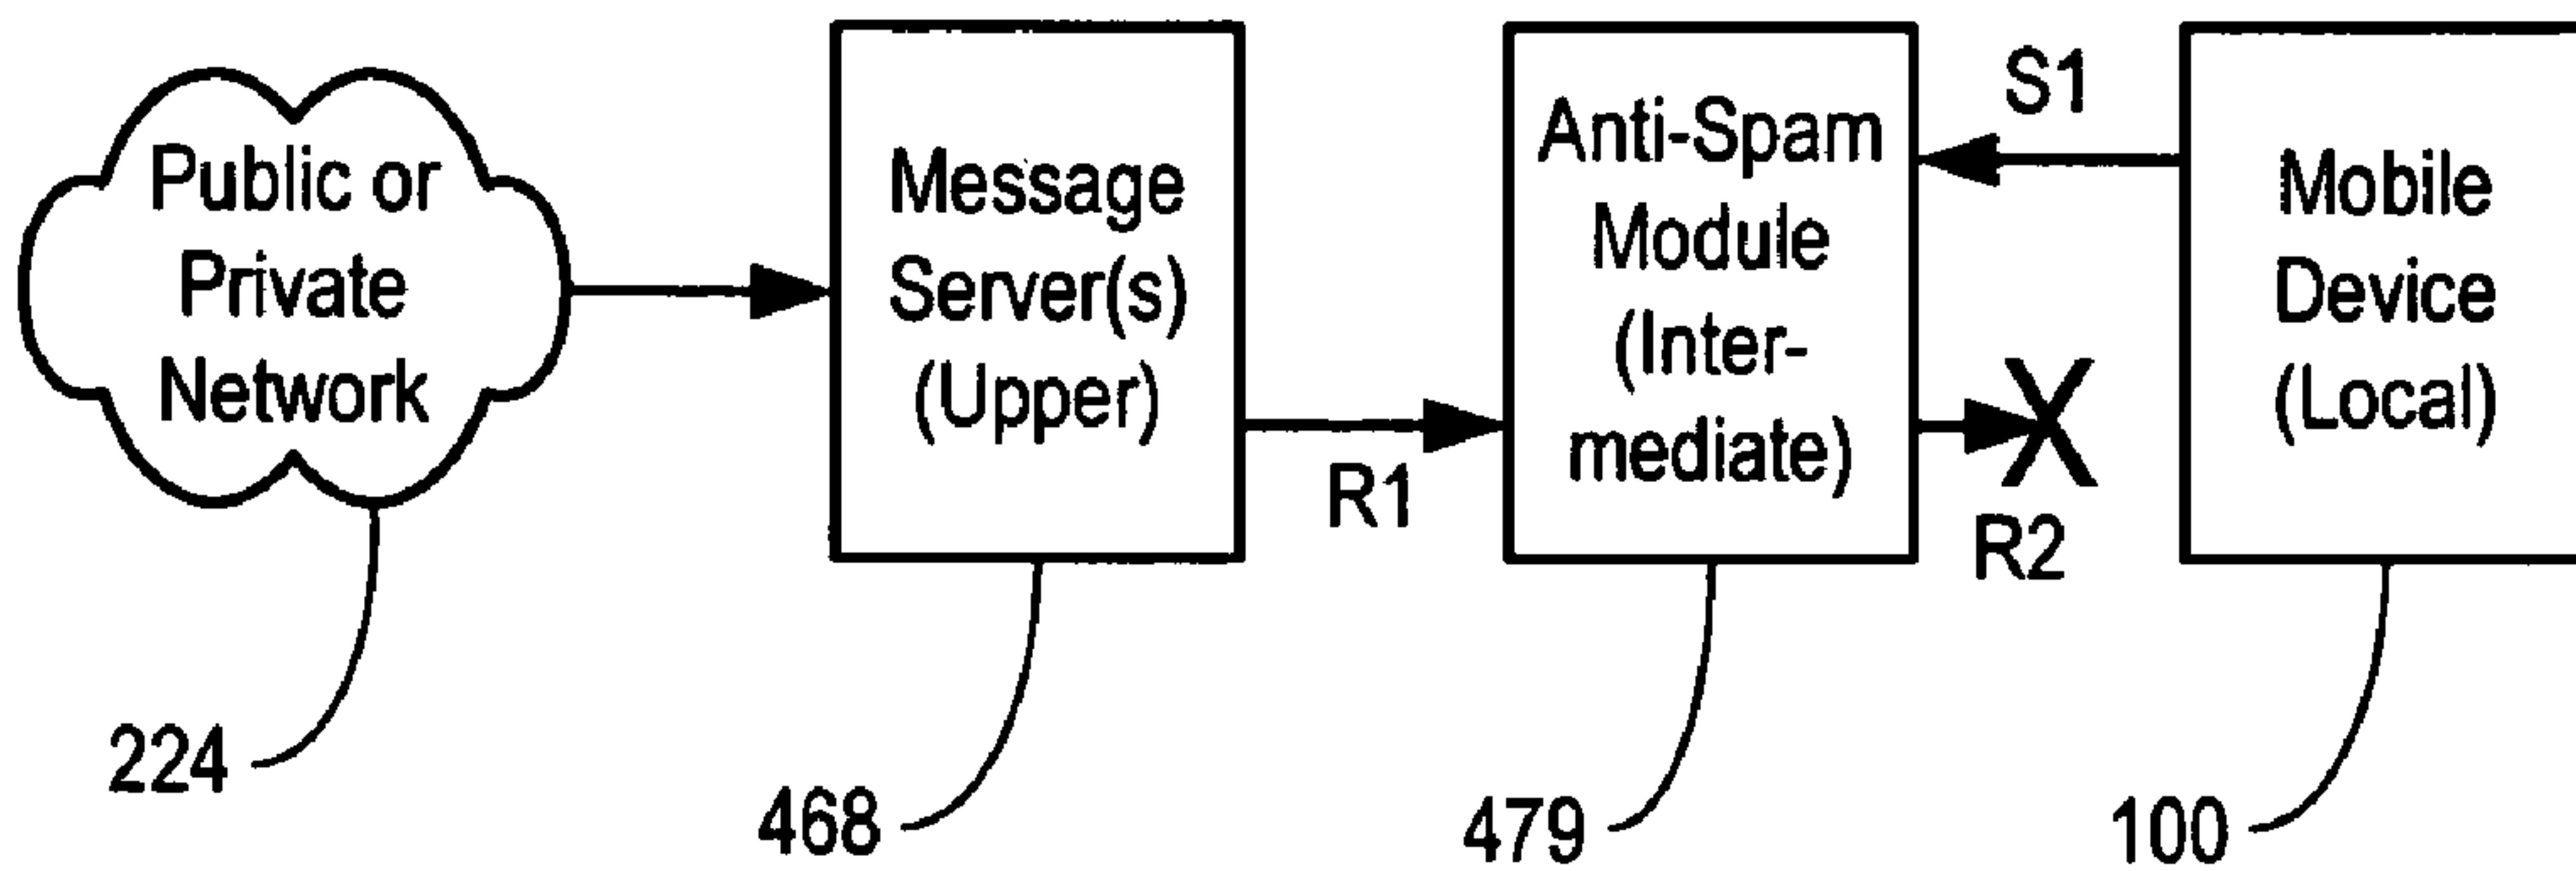 Public or
Private
Network
Message
Server(s)
(Upper)
R1
Anti-Spam
Module
(Inter-
mediate)
S1
R2
Mobile
Device
(Local)
224
468
479
100